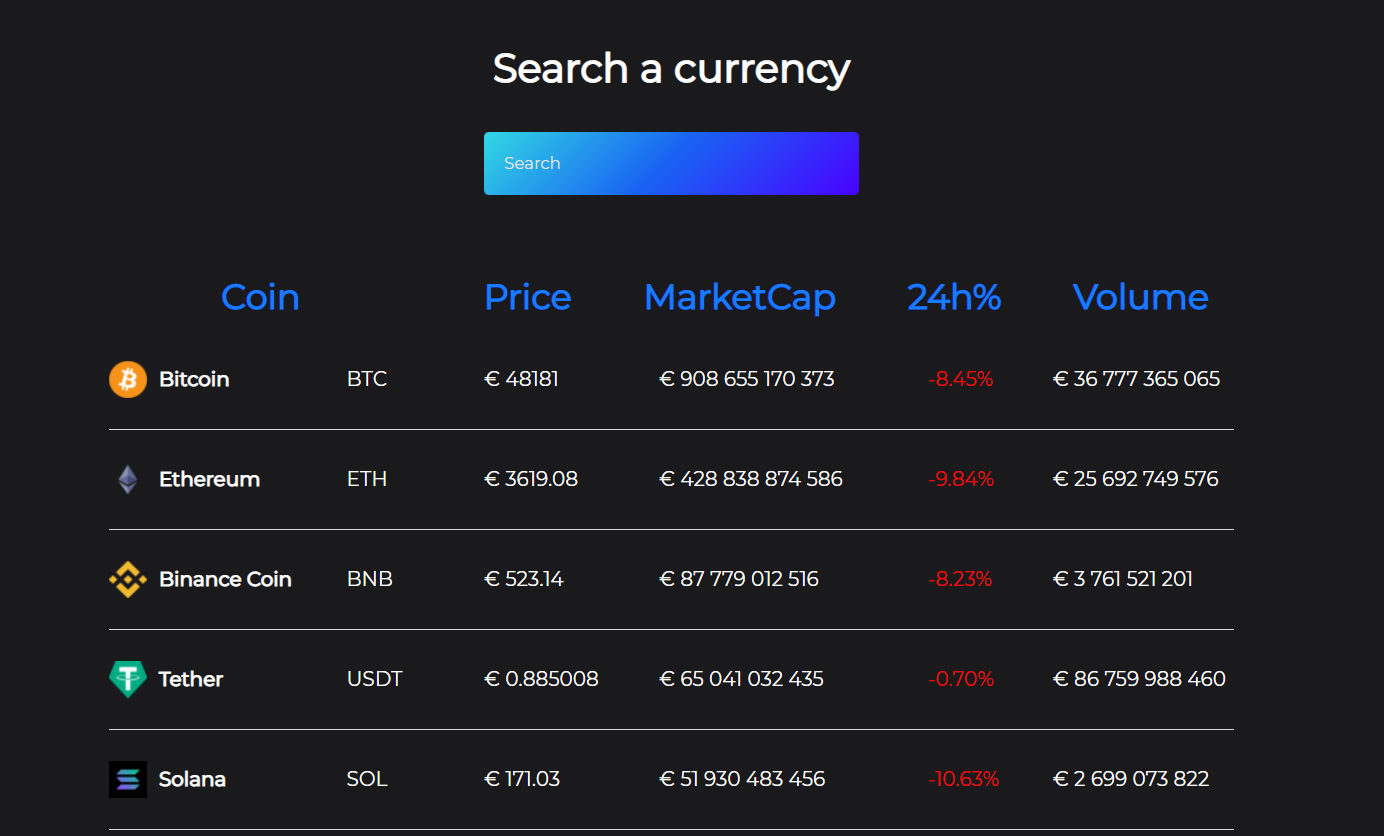 Search a currency
Search
Coin Price MarketCap 24h% Volume
Bitcoin BTC € 48181 € 908 655 170 373 -8.45% € 36 777 365 065
Ethereum ETH € 3619.08 € 428 838 874 586 -9.84% € 25 692 749 576
Binance Coin BNB € 523.14 € 87 779 012 516 -8.23% € 3 761 521 201
Tether USDT € 0.885008 € 65 041 032 435 -0.70% € 86 759 988 460
Solana SOL € 171.03 € 51 930 483 456 -10.63% € 2 699 073 822